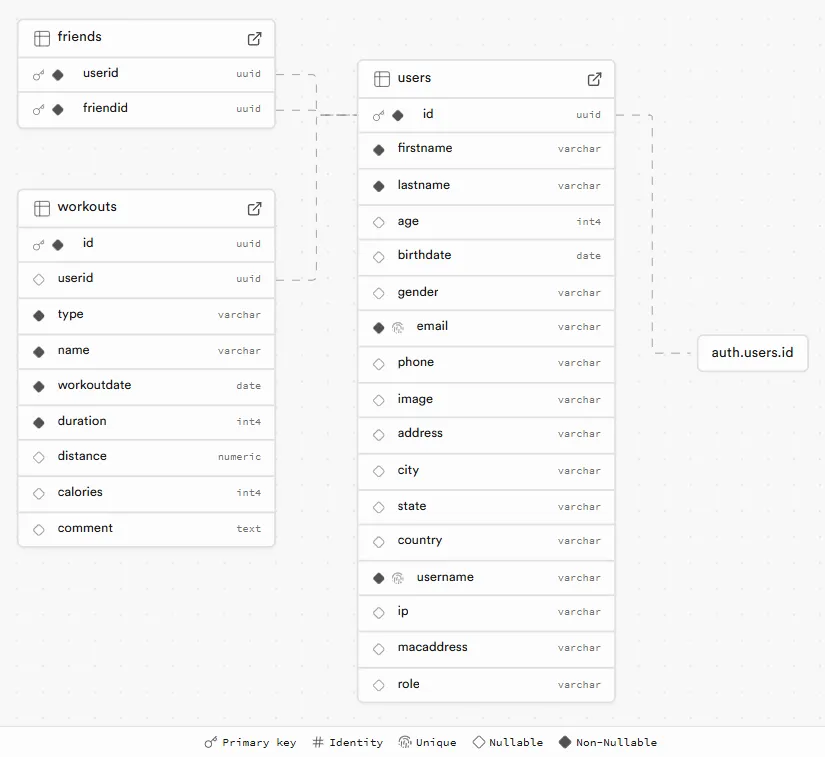 friends
userid uuid
friendid uuid
workouts
id uuid
userid uuid
type varchar
name varchar
workoutdate date
duration int4
distance numeric
calories int4
comment text
users
id uuid
firstname varchar
lastname varchar
age int4
birthdate date
gender varchar
email varchar
phone varchar
image varchar
address varchar
city varchar
state varchar
country varchar
username varchar
ip varchar
macaddress varchar
role varchar
auth.users.id
Primary key # Identity Unique Nullable Non-Nullable